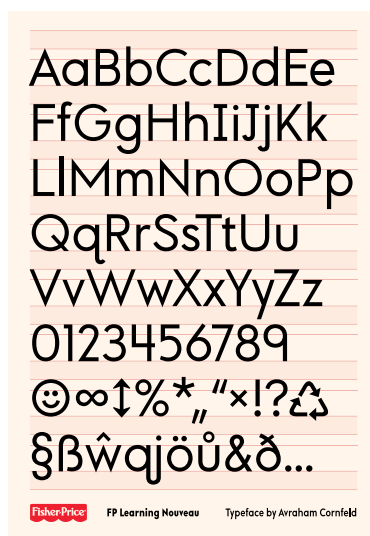 AaBbCcDdEe
FfGgHhIiJjKk
LlMmNnOoPp
QqRrSsTtUu
VvWwXxYyZz
0123456789
☺∞↕%*„“×!?♺
§ßŵqjöů&ð...
Fisher-Price FP Learning Nouveau Typeface by Avraham Cornfeld